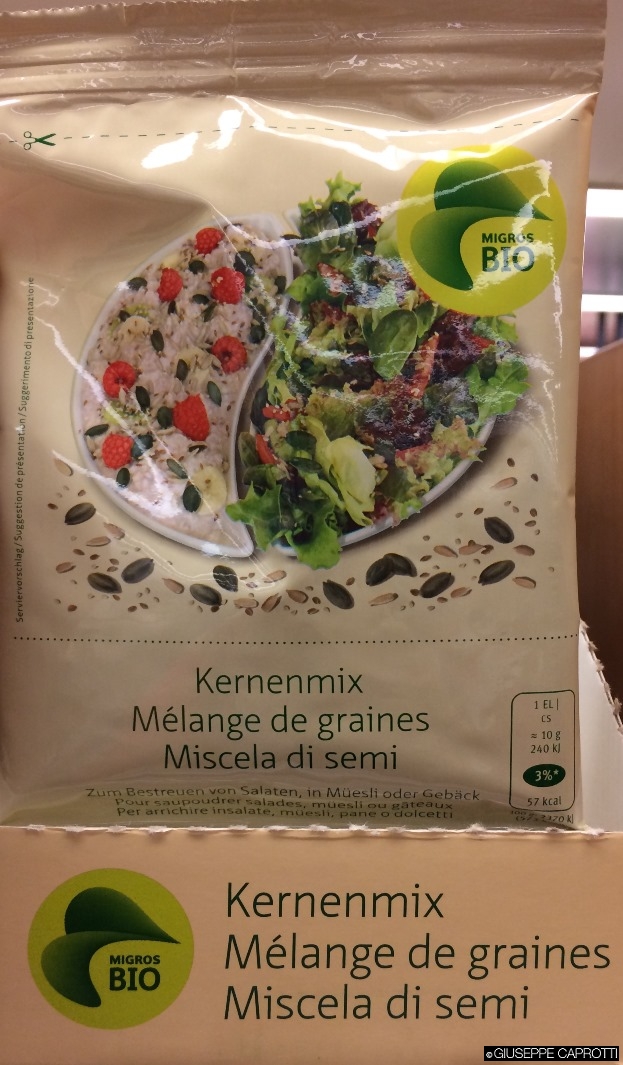 MIGROS
BIO
Serviervorschlag / Suggestion de présentation / Suggerimento di presentazione
Kernenmix
Mélange de graines
Miscela di semi
Zum Bestreuen von Salaten, in Müesli oder Gebäck
Pour saupoudrer salades, müesli ou gâteaux
Per arrichire insalate, müesli, pane o dolcetti
1 EL |
CS
≈ 10 g
240 kJ
3%*
57 kcal
MIGROS
BIO
Kernenmix
Mélange de graines
Miscela di semi
©GIUSEPPE CAPROTTI